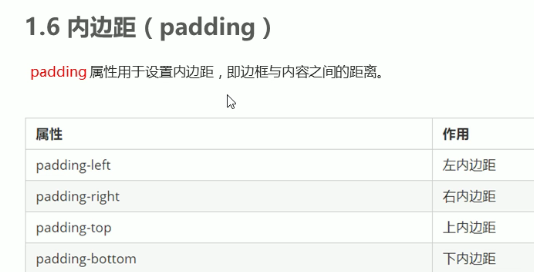 1.6 内边距（padding）
padding 属性用于设置内边距，即边框与内容之间的距离。
属性 作用
padding-left 左内边距
padding-right 右内边距
padding-top 上内边距
padding-bottom 下内边距